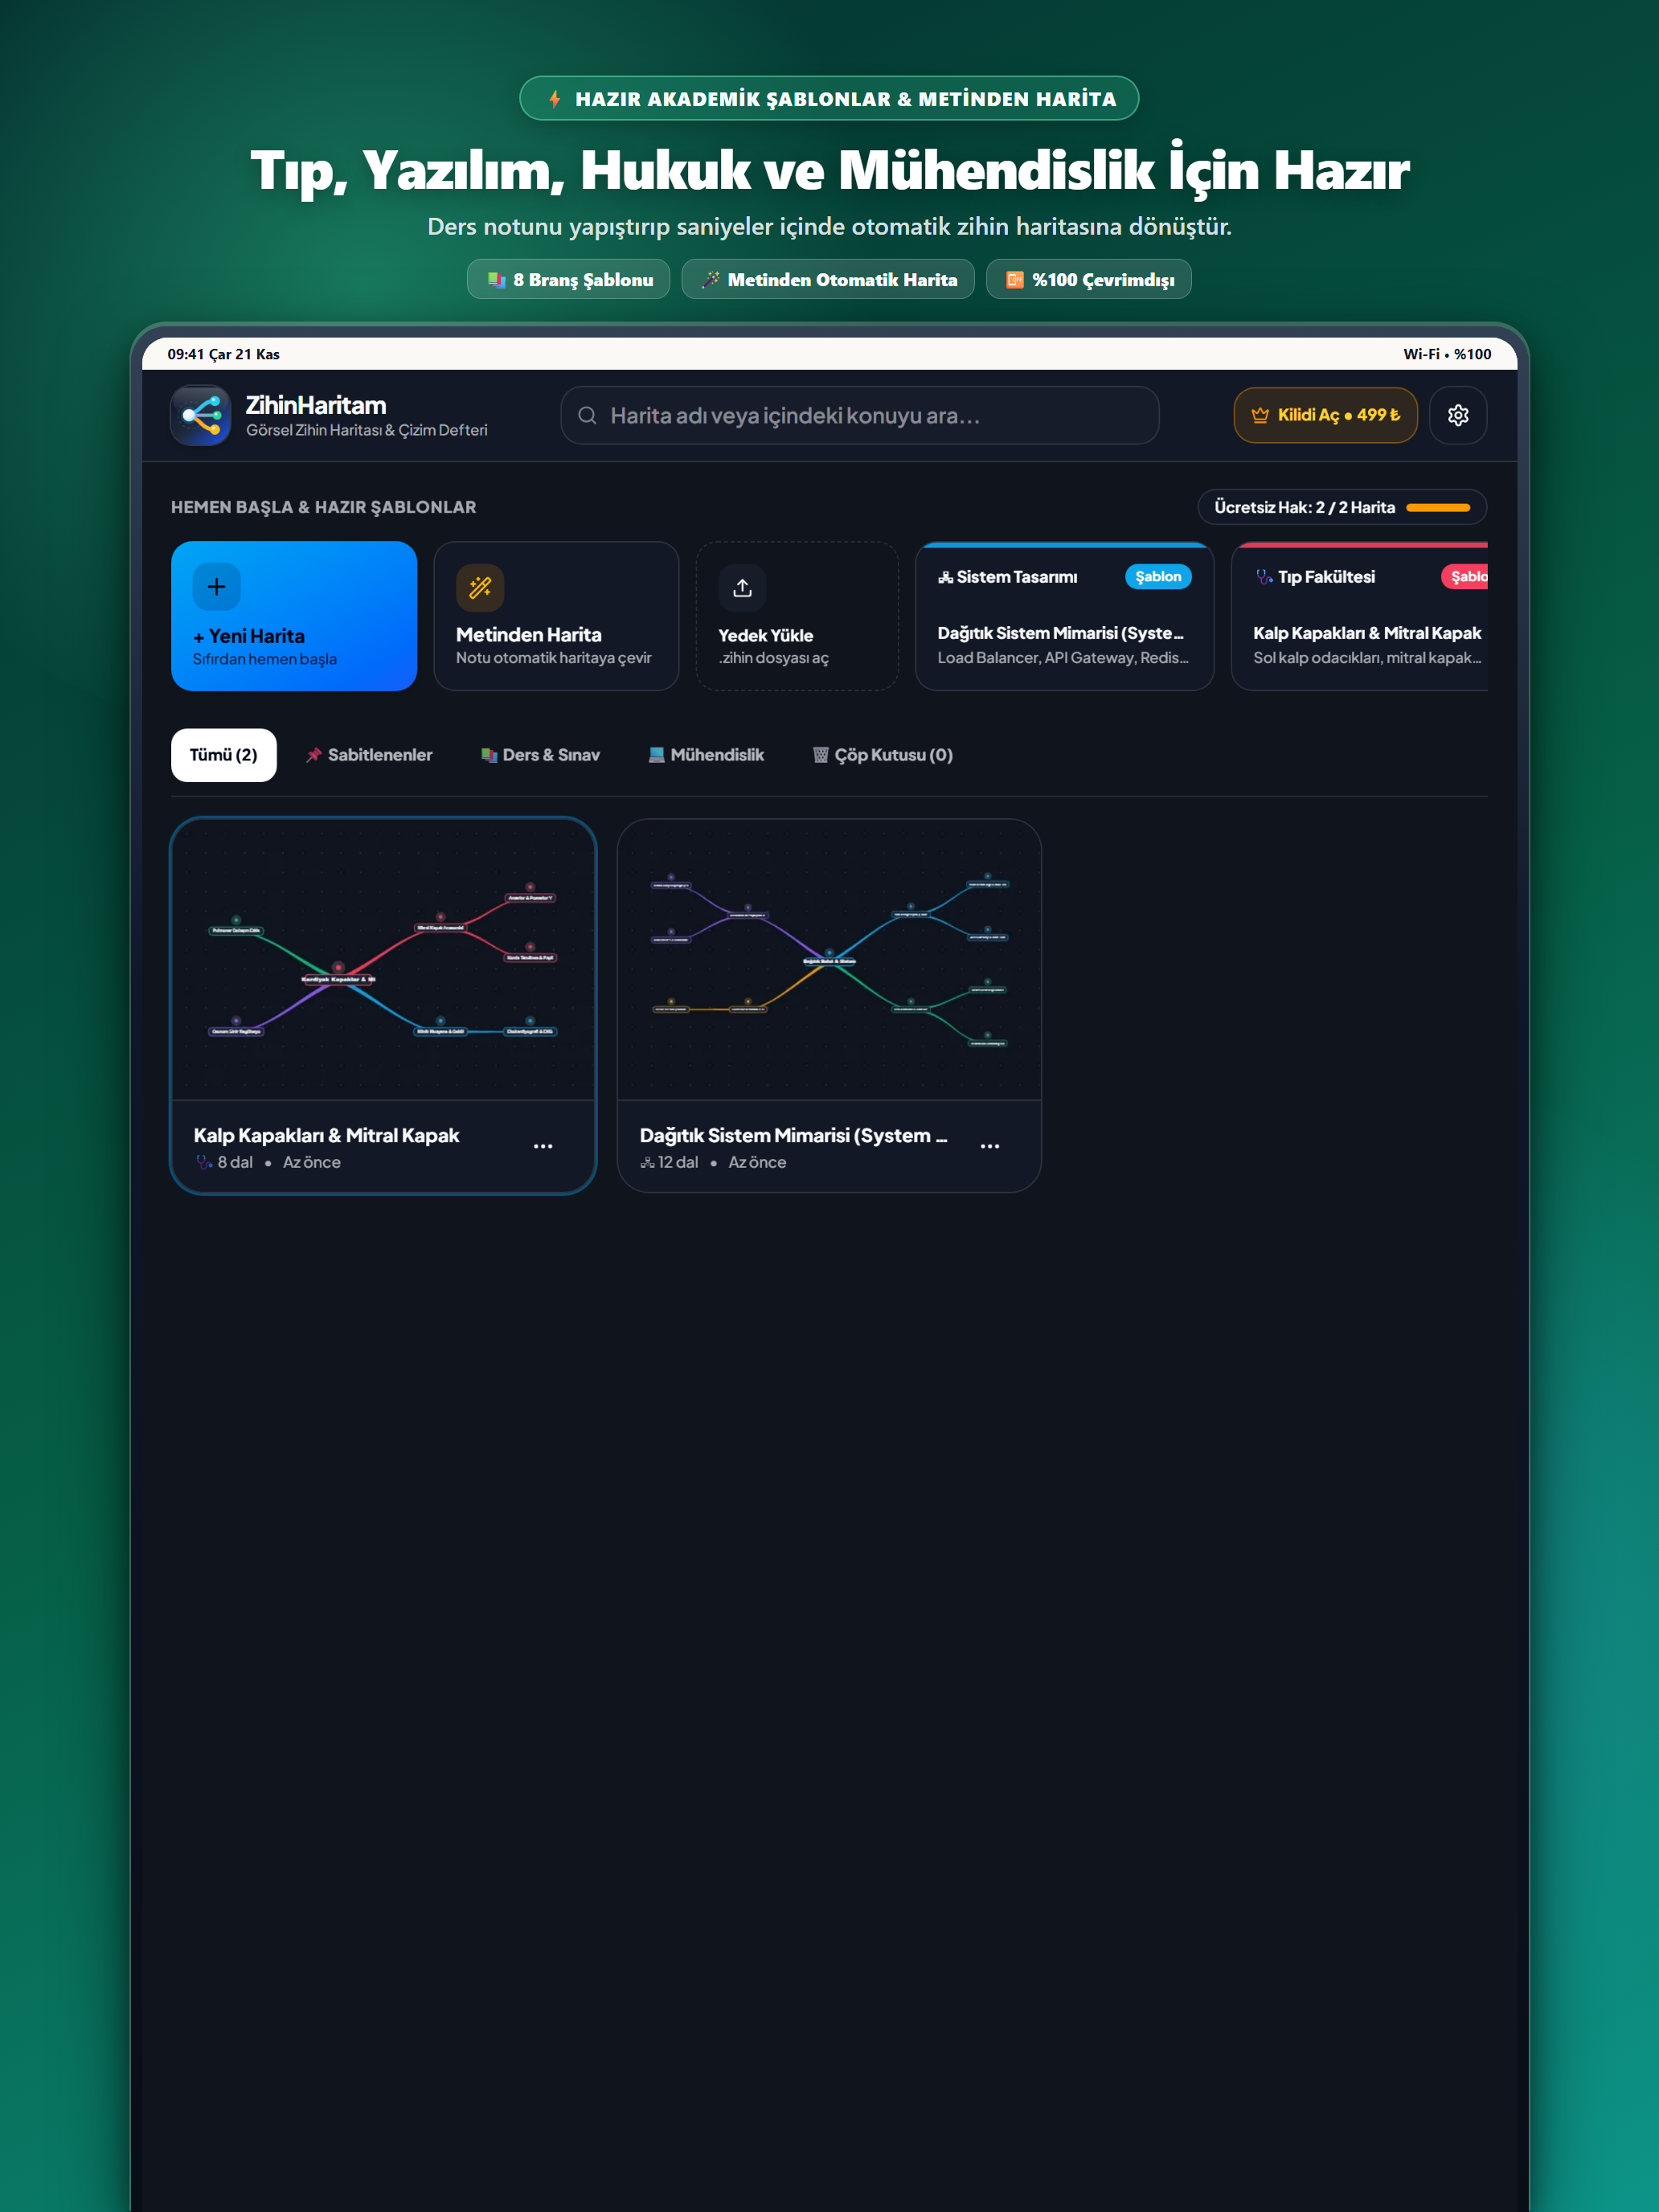 ⚡ HAZIR AKADEMİK ŞABLONLAR & METİNDEN HARİTA
Tıp, Yazılım, Hukuk ve Mühendislik İçin Hazır
Ders notunu yapıştırıp saniyeler içinde otomatik zihin haritasına dönüştür.
8 Branş Şablonu
Metinden Otomatik Harita
%100 Çevrimdışı
09:41 Çar 21 Kas
Wi-Fi • %100
ZihinHaritam
Görsel Zihin Haritası & Çizim Defteri
Harita adı veya içindeki konuyu ara...
Kilidi Aç • 499 ₺
HEMEN BAŞLA & HAZIR ŞABLONLAR
Ücretsiz Hak: 2 / 2 Harita
+ Yeni Harita
Sıfırdan hemen başla
Metinden Harita
Notu otomatik haritaya çevir
Yedek Yükle
.zihin dosyası aç
Sistem Tasarımı
Şablon
Dağıtık Sistem Mimarisi (Syste...
Load Balancer, API Gateway, Redis...
Tıp Fakültesi
Şablo
Kalp Kapakları & Mitral Kapak
Sol kalp odacıkları, mitral kapak...
Tümü (2)
Sabitlenenler
Ders & Sınav
Mühendislik
Çöp Kutusu (0)
Kalp Kapakları & Mitral Kapak
8 dal • Az önce
Dağıtık Sistem Mimarisi (System ...
12 dal • Az önce